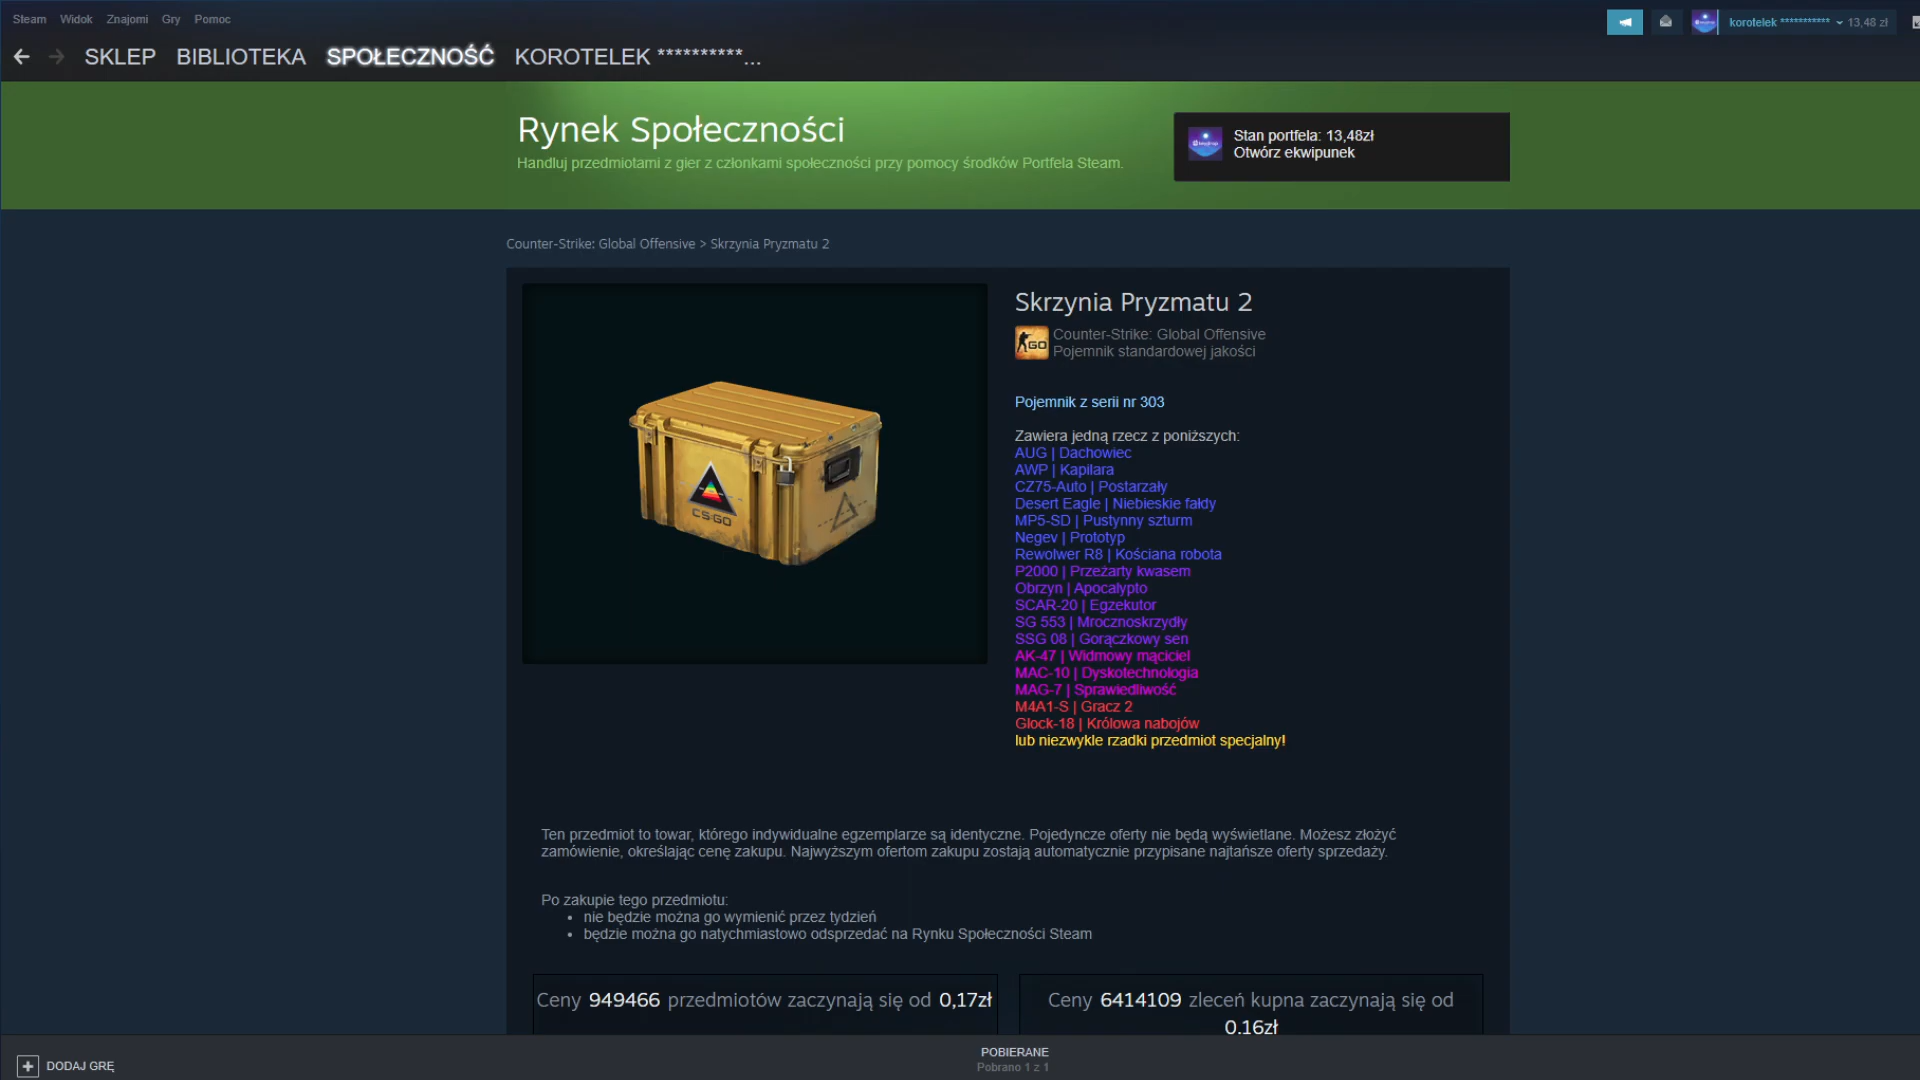 Steam Widok Znajomi Gry Pomoc
korotelek *********** 13,48 zł
SKLEP BIBLIOTEKA SPOŁECZNOŚĆ KOROTELEK **********...
Rynek Społeczności
Handluj przedmiotami z gier z członkami społeczności przy pomocy środków Portfela Steam.
Stan portfela: 13,48zł
Otwórz ekwipunek
Counter-Strike: Global Offensive > Skrzynia Pryzmatu 2
CS:GO
Skrzynia Pryzmatu 2
GO
Counter-Strike: Global Offensive
Pojemnik standardowej jakości
Pojemnik z serii nr 303
Zawiera jedną rzecz z poniższych:
AUG | Dachowiec
AWP | Kapilara
CZ75-Auto | Postarzały
Desert Eagle | Niebieskie fałdy
MP5-SD | Pustynny szturm
Negev | Prototyp
Rewolwer R8 | Kościana robota
P2000 | Przeżarty kwasem
Obrzyn | Apocalypto
SCAR-20 | Egzekutor
SG 553 | Mrocznoskrzydły
SSG 08 | Gorączkowy sen
AK-47 | Widmowy mąciciel
MAC-10 | Dyskotechnologia
MAG-7 | Sprawiedliwość
M4A1-S | Gracz 2
Glock-18 | Królowa nabojów
lub niezwykle rzadki przedmiot specjalny!
Ten przedmiot to towar, którego indywidualne egzemplarze są identyczne. Pojedyncze oferty nie będą wyświetlane. Możesz złożyć
zamówienie, określając cenę zakupu. Najwyższym ofertom zakupu zostają automatycznie przypisane najtańsze oferty sprzedaży.
Po zakupie tego przedmiotu:
• nie będzie można go wymienić przez tydzień
• będzie można go natychmiastowo odsprzedać na Rynku Społeczności Steam
Ceny 949466 przedmiotów zaczynają się od 0,17zł
Ceny 6414109 zleceń kupna zaczynają się od
0,16zł
DODAJ GRĘ
POBIERANE
Pobrano 1 z 1